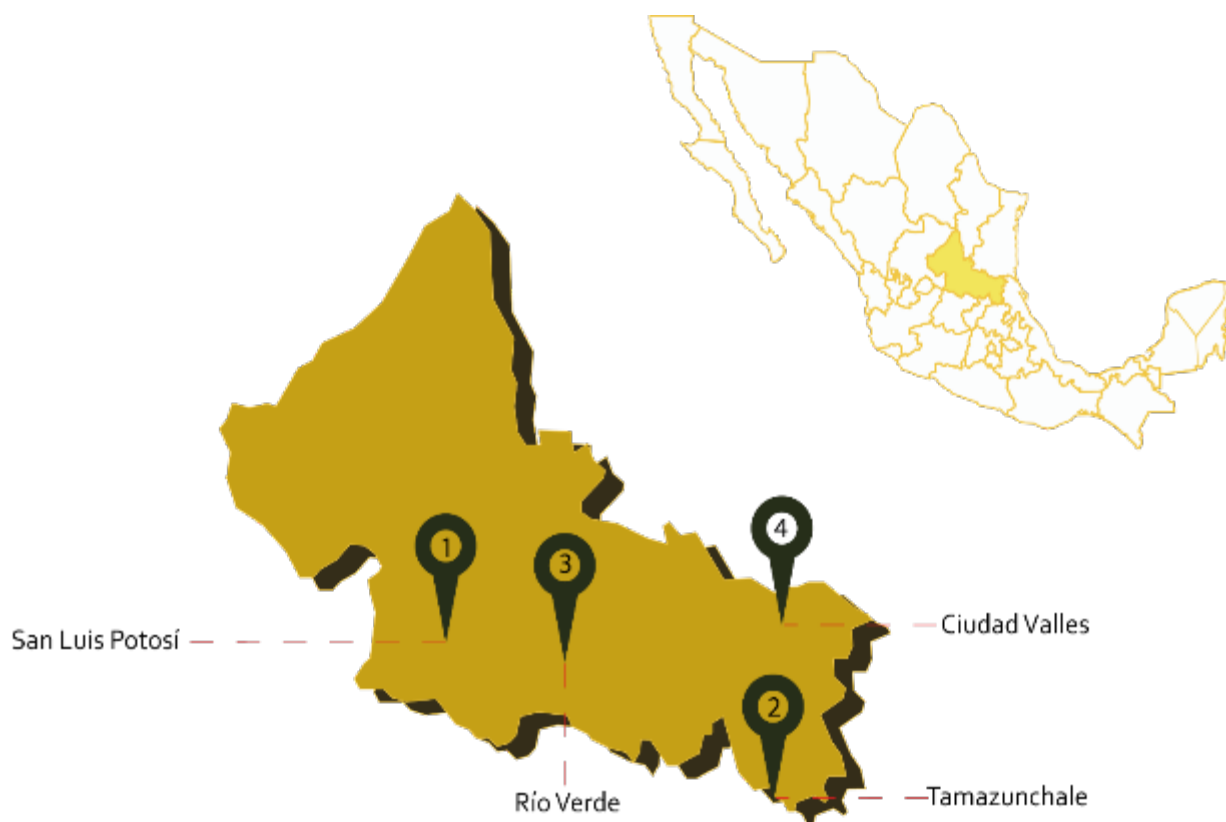 4
1
3
Ciudad Valles
San Luis Potosí
2
Tamazunchale
Río Verde